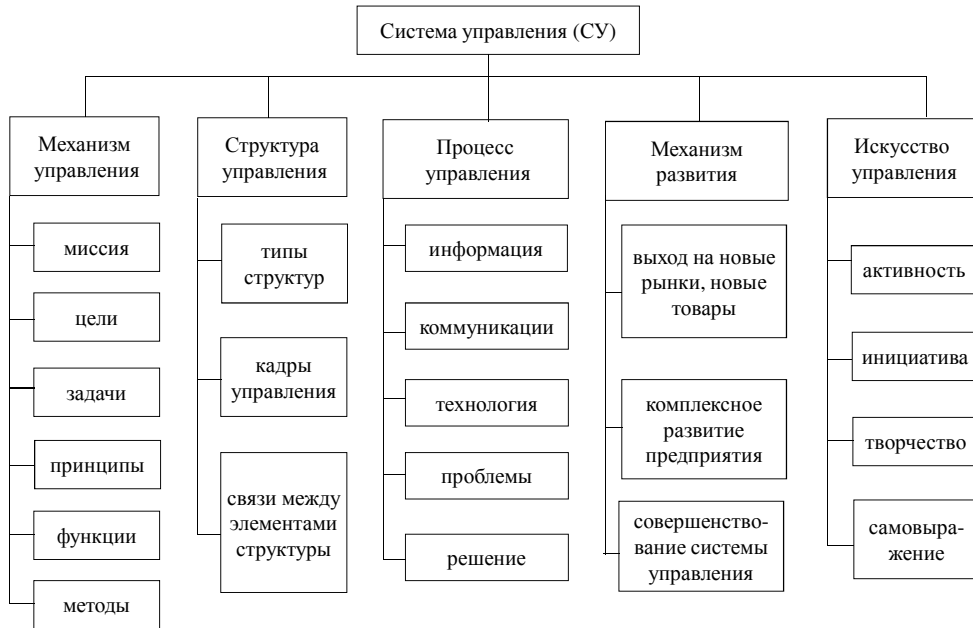 Система управления (СУ)
Механизм
управления
миссия
цели
задачи
принципы
функции
методы
Структура
управления
типы
структур
кадры
управления
связи между
элементами
структуры
Процесс
управления
информация
коммуникации
технология
проблемы
решение
Механизм
развития
выход на новые
рынки, новые
товары
комплексное
развитие
предприятия
совершенство-
вание системы
управления
Искусство
управления
активность
инициатива
творчество
самовыра-
жение